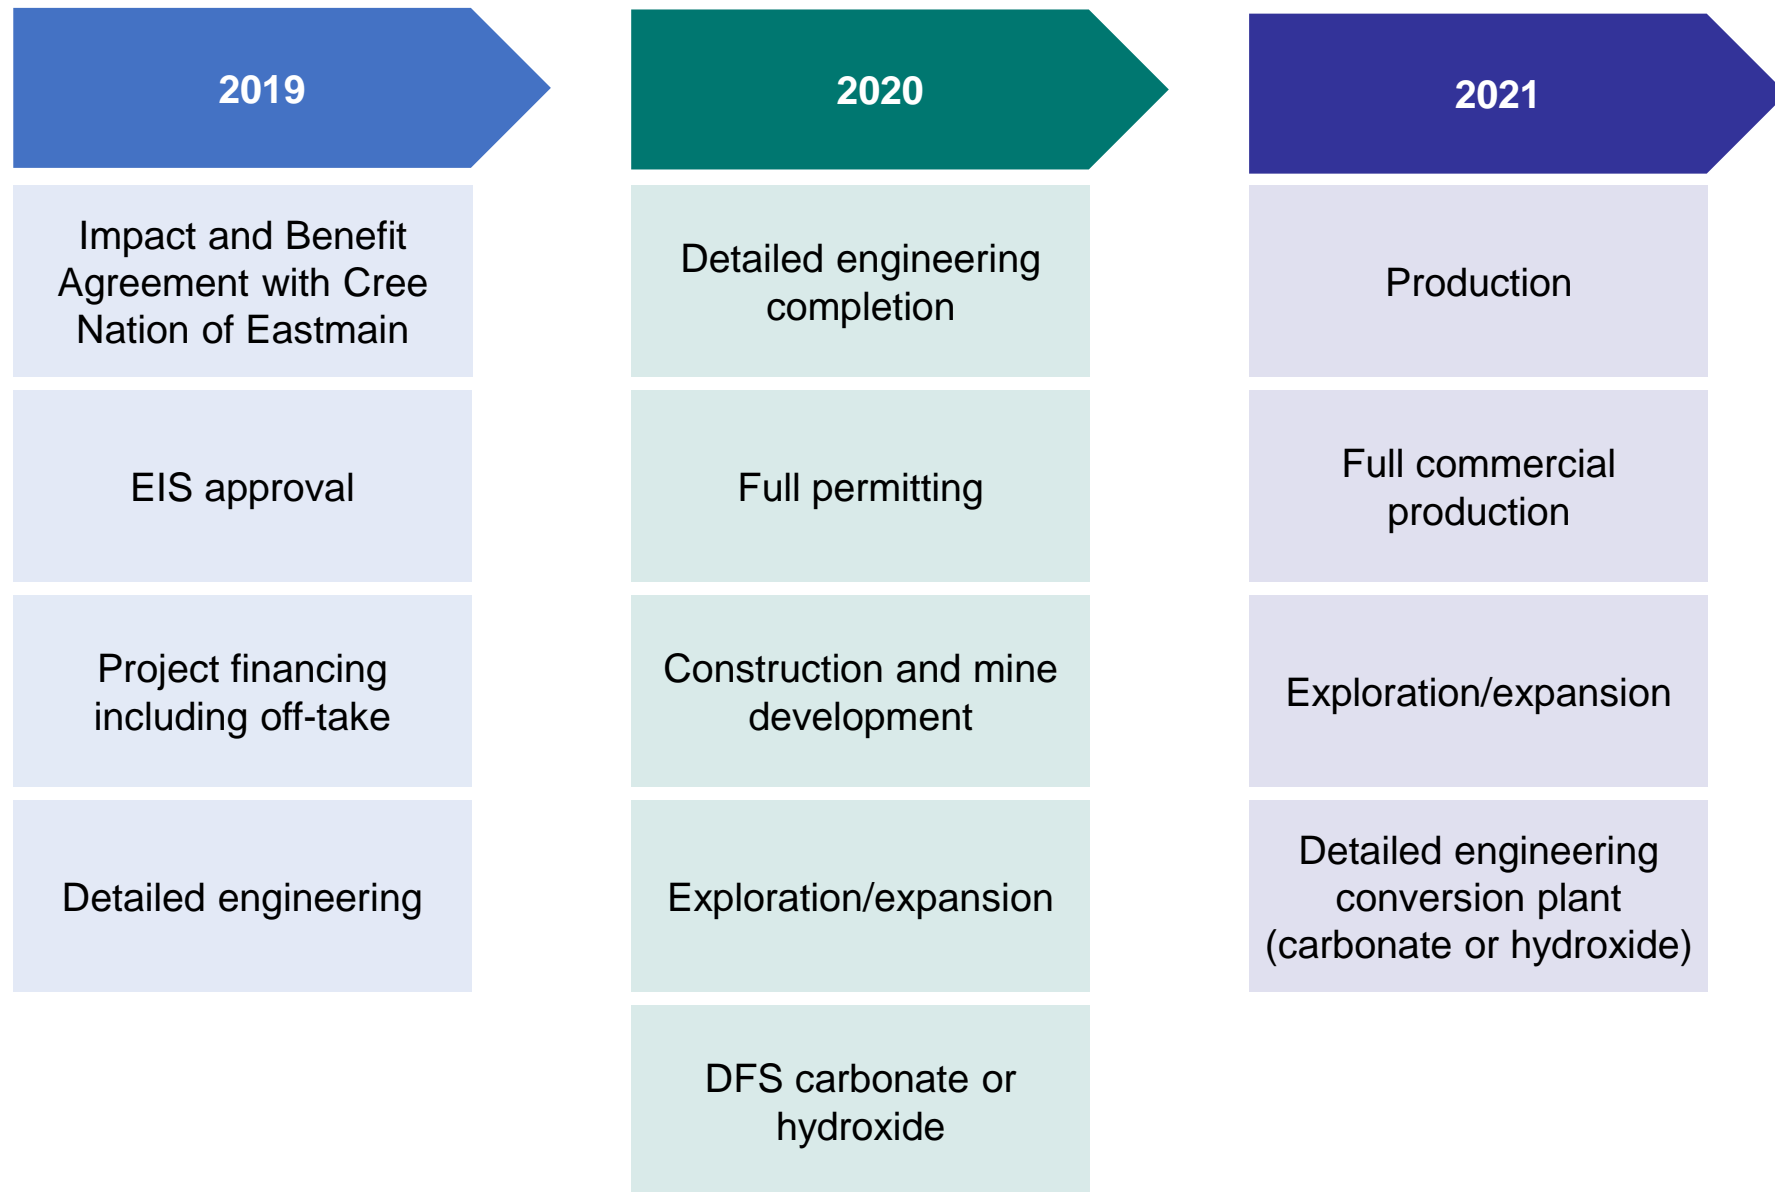 2019
Impact and Benefit
Agreement with Cree
Nation of Eastmain
EIS approval
Project financing
including off-take
Detailed engineering
2020
Detailed engineering
completion
Full permitting
Construction and mine
development
Exploration/expansion
DFS carbonate or
hydroxide
2021
Production
Full commercial
production
Exploration/expansion
Detailed engineering
conversion plant
(carbonate or hydroxide)